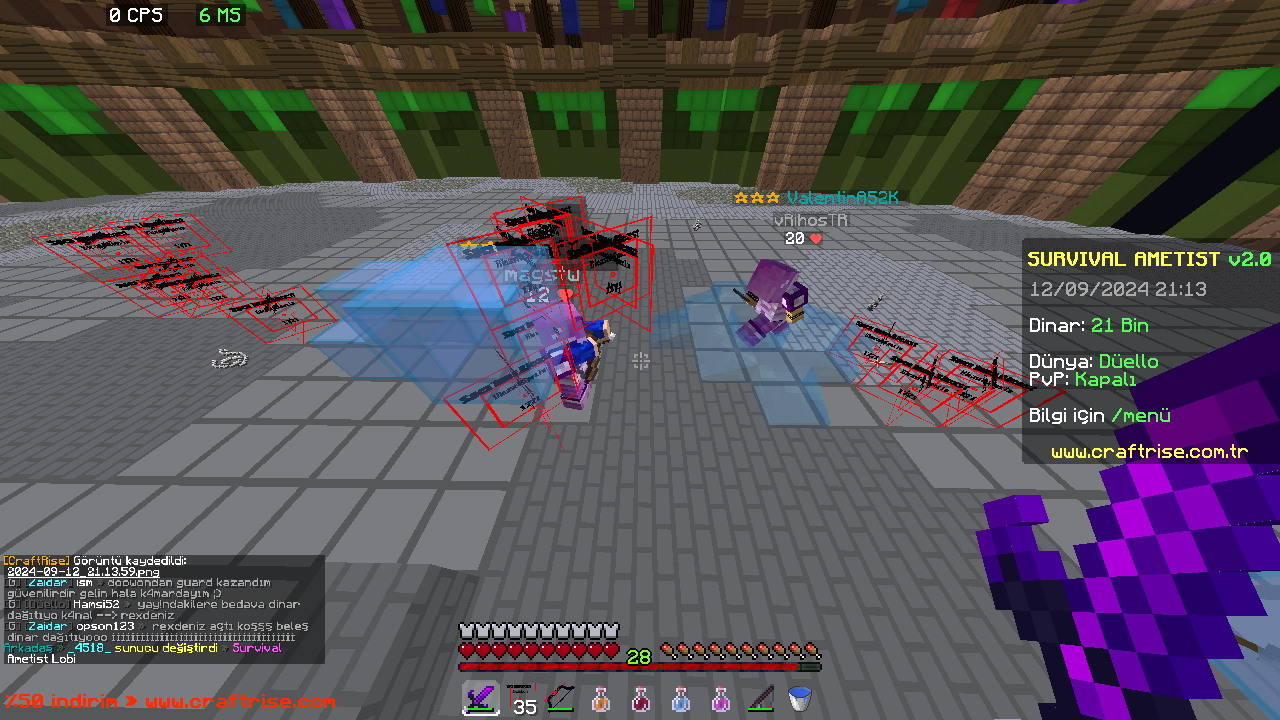 0 CPS
6 MS
ValentinA52K
vRihosTR
20
magstw
12
SURVIVAL AMETIST v2.0
12/09/2024 21:13
Dinar: 21 Bin
Dünya: Düello
PvP: Kapalı
Bilgi için /menü
www.craftrise.com.tr
[CraftRise] Görüntü kaydedildi:
2024-09-12_21.13.59.png
[G] Zaidar ism » doowondan guard kazandım
güvenilirdir gelin hala k4mardayım ;)
[G] [Düello] Hamsi52 » yayındakilere bedava dinar
dağıtıyo k4nal --> rexdeniz
[G] Zaidar opson123 » rexdeniz açtı koşşş beleş
dinar dağıtıyooo
Arkadaş » _4518_ sunucu değiştirdi » Survival
Ametist Lobi
28
35
%50 indirim > www.craftrise.com